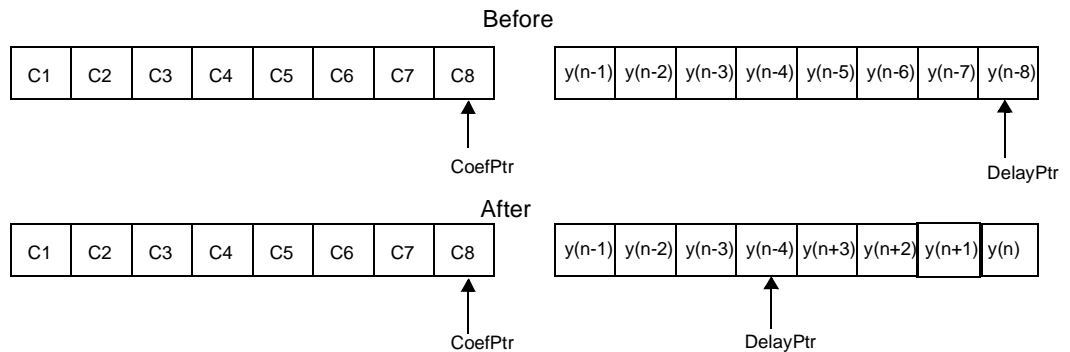 Before
C1 C2 C3 C4 C5 C6 C7 C8 y(n-1) y(n-2) y(n-3) y(n-4) y(n-5) y(n-6) y(n-7) y(n-8)
CoefPtr DelayPtr
After
C1 C2 C3 C4 C5 C6 C7 C8 y(n-1) y(n-2) y(n-3) y(n-4) y(n+3) y(n+2) y(n+1) y(n)
CoefPtr DelayPtr